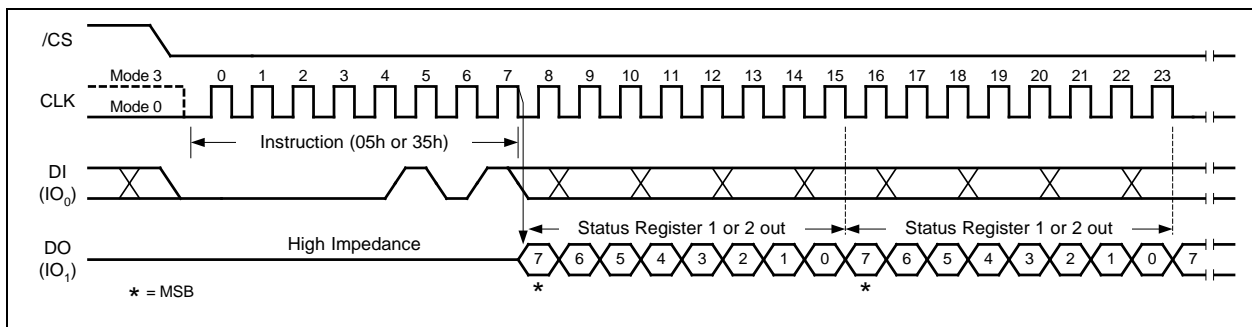 /CS
Mode 3 0 1 2 3 4 5 6 7 8 9 10 11 12 13 14 15 16 17 18 19 20 21 22 23
CLK Mode 0
Instruction (05h or 35h)
DI
(IO0)
Status Register 1 or 2 out Status Register 1 or 2 out
DO High Impedance
(IO1) 7 6 5 4 3 2 1 0 7 6 5 4 3 2 1 0 7
* = MSB * *